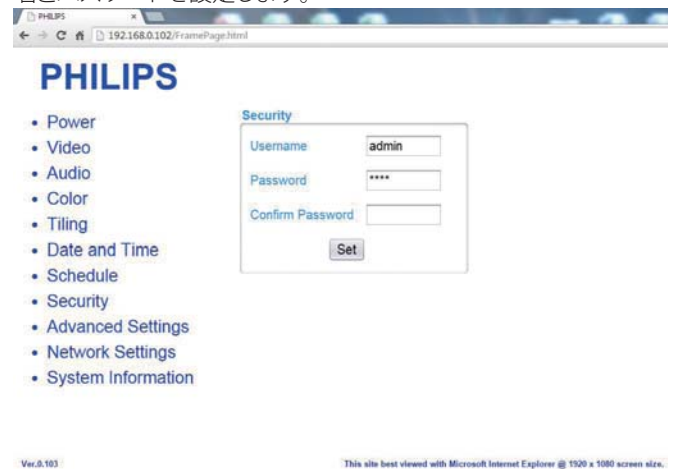 PHILIPS
192.168.0.102/FramePage.html
PHILIPS
• Power
• Video
• Audio
• Color
• Tiling
• Date and Time
• Schedule
• Security
• Advanced Settings
• Network Settings
• System Information
Security
Username admin
Password ****
Confirm Password
Set
Ver.0.103
This site best viewed with Microsoft Internet Explorer @ 1920 x 1080 screen size.